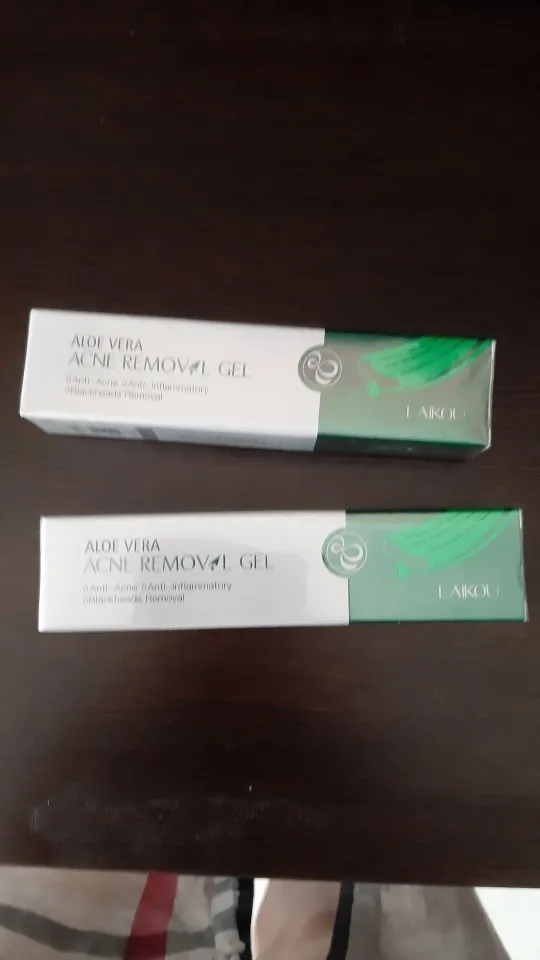 ALOE VERA
ACNE REMOVAL GEL
Anti-Acne Anti-inflammatory
Blackheads Removal
LAIKOU
ALOE VERA
ACNE REMOVAL GEL
Anti-Acne Anti-inflammatory
Blackheads Removal
LAIKOU